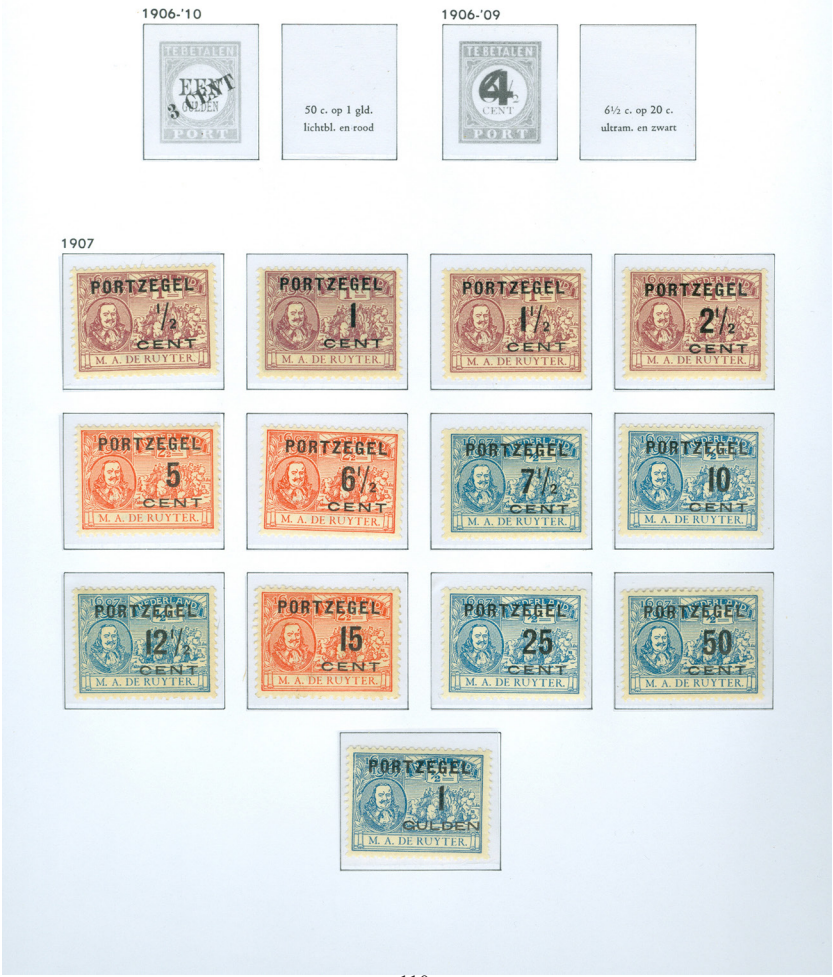 1906-'10
1906-'09
TE BETALEN
EEN
GULDEN
3 CENT
PORT
50 c. op 1 gld.
lichtbl. en rood
TE BETALEN
4
6½
CENT
PORT
6½ c. op 20 c.
ultram. en zwart
1907
PORTZEGEL
½
CENT
M. A. DE RUYTER.
PORTZEGEL
1
CENT
M. A. DE RUYTER.
PORTZEGEL
1½
CENT
M. A. DE RUYTER.
PORTZEGEL
2½
CENT
M. A. DE RUYTER.
PORTZEGEL
5
CENT
M. A. DE RUYTER.
PORTZEGEL
6½
CENT
M. A. DE RUYTER.
PORTZEGEL
7½
CENT
M. A. DE RUYTER.
PORTZEGEL
10
CENT
M. A. DE RUYTER.
PORTZEGEL
12½
CENT
M. A. DE RUYTER.
PORTZEGEL
15
CENT
M. A. DE RUYTER.
PORTZEGEL
25
CENT
M. A. DE RUYTER.
PORTZEGEL
50
CENT
M. A. DE RUYTER.
PORTZEGEL
1
GULDEN
M. A. DE RUYTER.